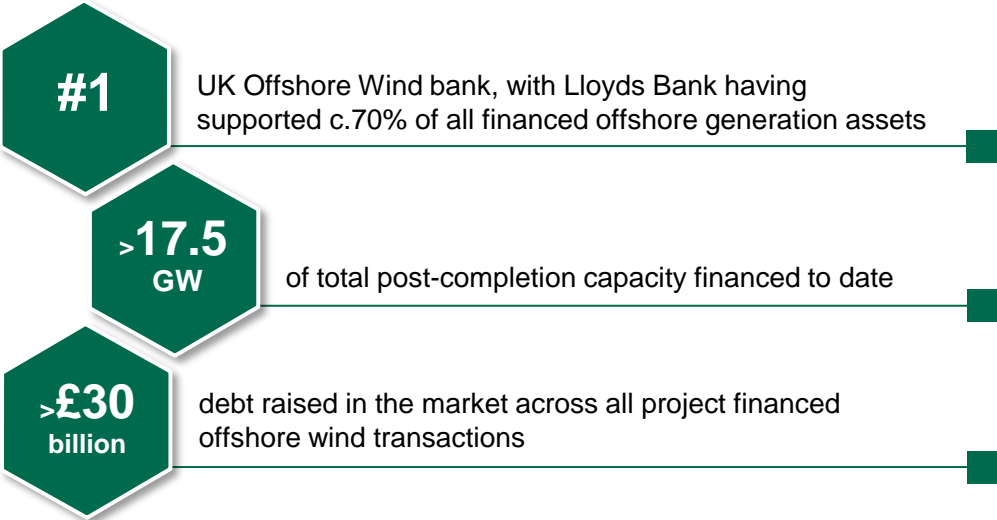 #1
UK Offshore Wind bank, with Lloyds Bank having
supported c.70% of all financed offshore generation assets
>17.5
GW
of total post-completion capacity financed to date
>£30
billion
debt raised in the market across all project financed
offshore wind transactions